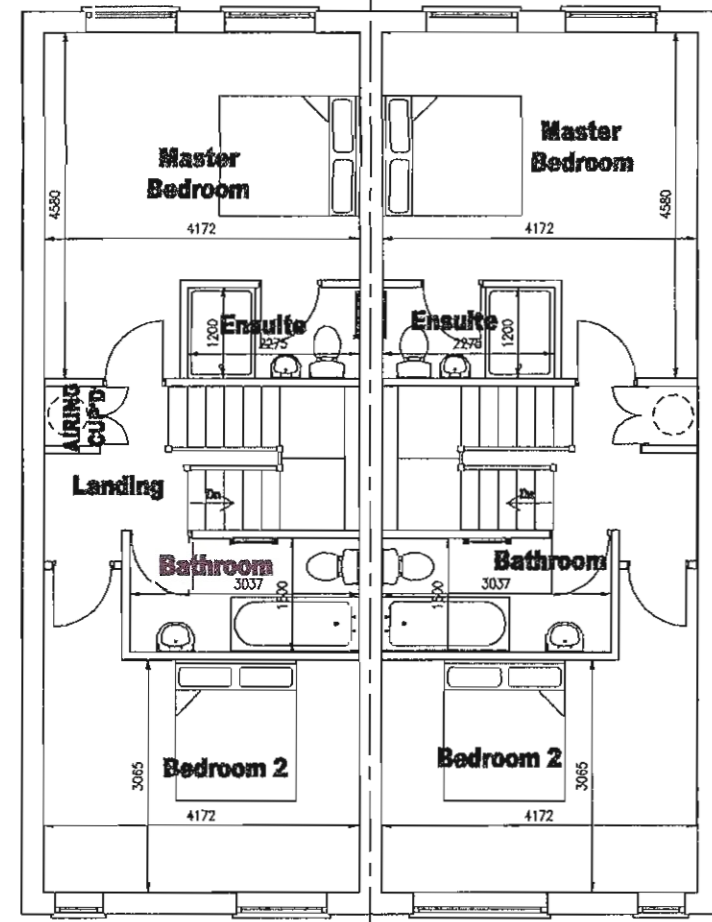 Master
Bedroom
Master
Bedroom
4580
4580
4172
4172
Ensuite
Ensuite
1200
1200
2275
2275
AIRING
CUP'D
Landing
Dn
Dn
Bathroom
Bathroom
3037
3037
1500
1500
Bedroom 2
Bedroom 2
3065
3065
4172
4172